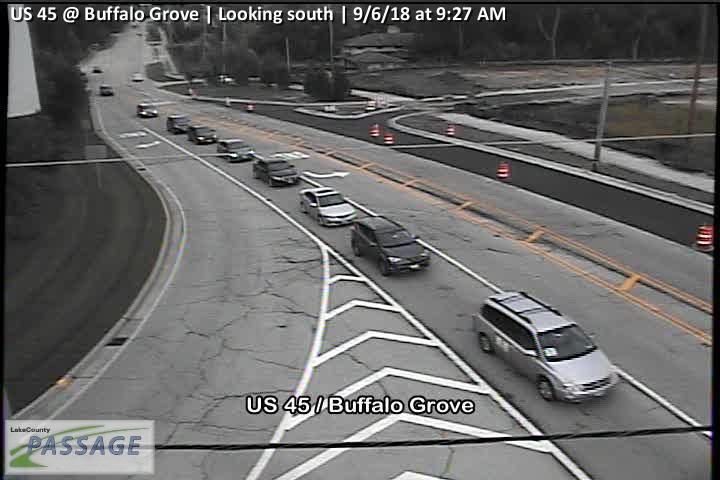 US 45 @ Buffalo Grove | Looking south | 9/6/18 at 9:27 AM
US 45 / Buffalo Grove
LakeCounty
PASSAGE